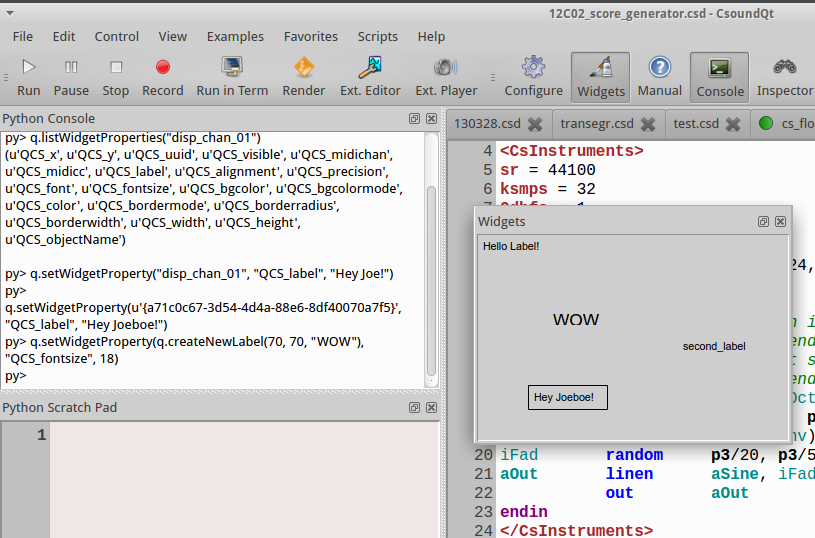 12C02_score_generator.csd - CsoundQt
File Edit Control View Examples Favorites Scripts Help
Run Pause Stop Record Run in Term Render Ext. Editor Ext. Player Configure Widgets Manual Console Inspector
Python Console
py> q.listWidgetProperties("disp_chan_01")
(u'QCS_x', u'QCS_y', u'QCS_uuid', u'QCS_visible', u'QCS_midichan',
u'QCS_midicc', u'QCS_label', u'QCS_alignment', u'QCS_precision',
u'QCS_font', u'QCS_fontsize', u'QCS_bgcolor', u'QCS_bgcolormode',
u'QCS_color', u'QCS_bordermode', u'QCS_borderradius',
u'QCS_borderwidth', u'QCS_width', u'QCS_height',
u'QCS_objectName')
py> q.setWidgetProperty("disp_chan_01", "QCS_label", "Hey Joe!")
py>
q.setWidgetProperty(u'{a71c0c67-3d54-4d4a-88e6-8df40070a7f5}',
"QCS_label", "Hey Joeboe!")
py> q.setWidgetProperty(q.createNewLabel(70, 70, "WOW"),
"QCS_fontsize", 18)
py>
Python Scratch Pad
1
130328.csd transegr.csd test.csd cs_flo
4 <CsInstruments>
5 sr = 44100
6 ksmps = 32
Widgets
Hello Label!
WOW
second_label
Hey Joeboe!
24,
20 iFad random p3/20, p3/5
21 aOut linen aSine, iFad
22 out aOut
23 endin
24 </CsInstruments>